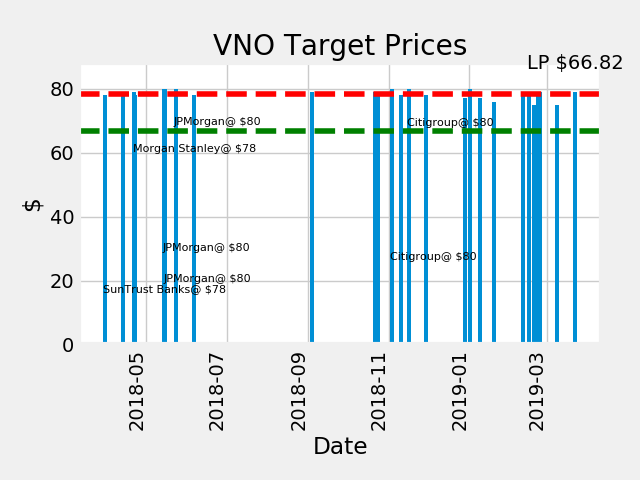 VNO Target Prices
LP $66.82
80
60
40
20
0
$
JPMorgan@ $80
Citigroup@ $80
Morgan Stanley@ $78
JPMorgan@ $80
Citigroup@ $80
JPMorgan@ $80
SunTrust Banks@ $78
2018-05
2018-07
2018-09
2018-11
2019-01
2019-03
Date